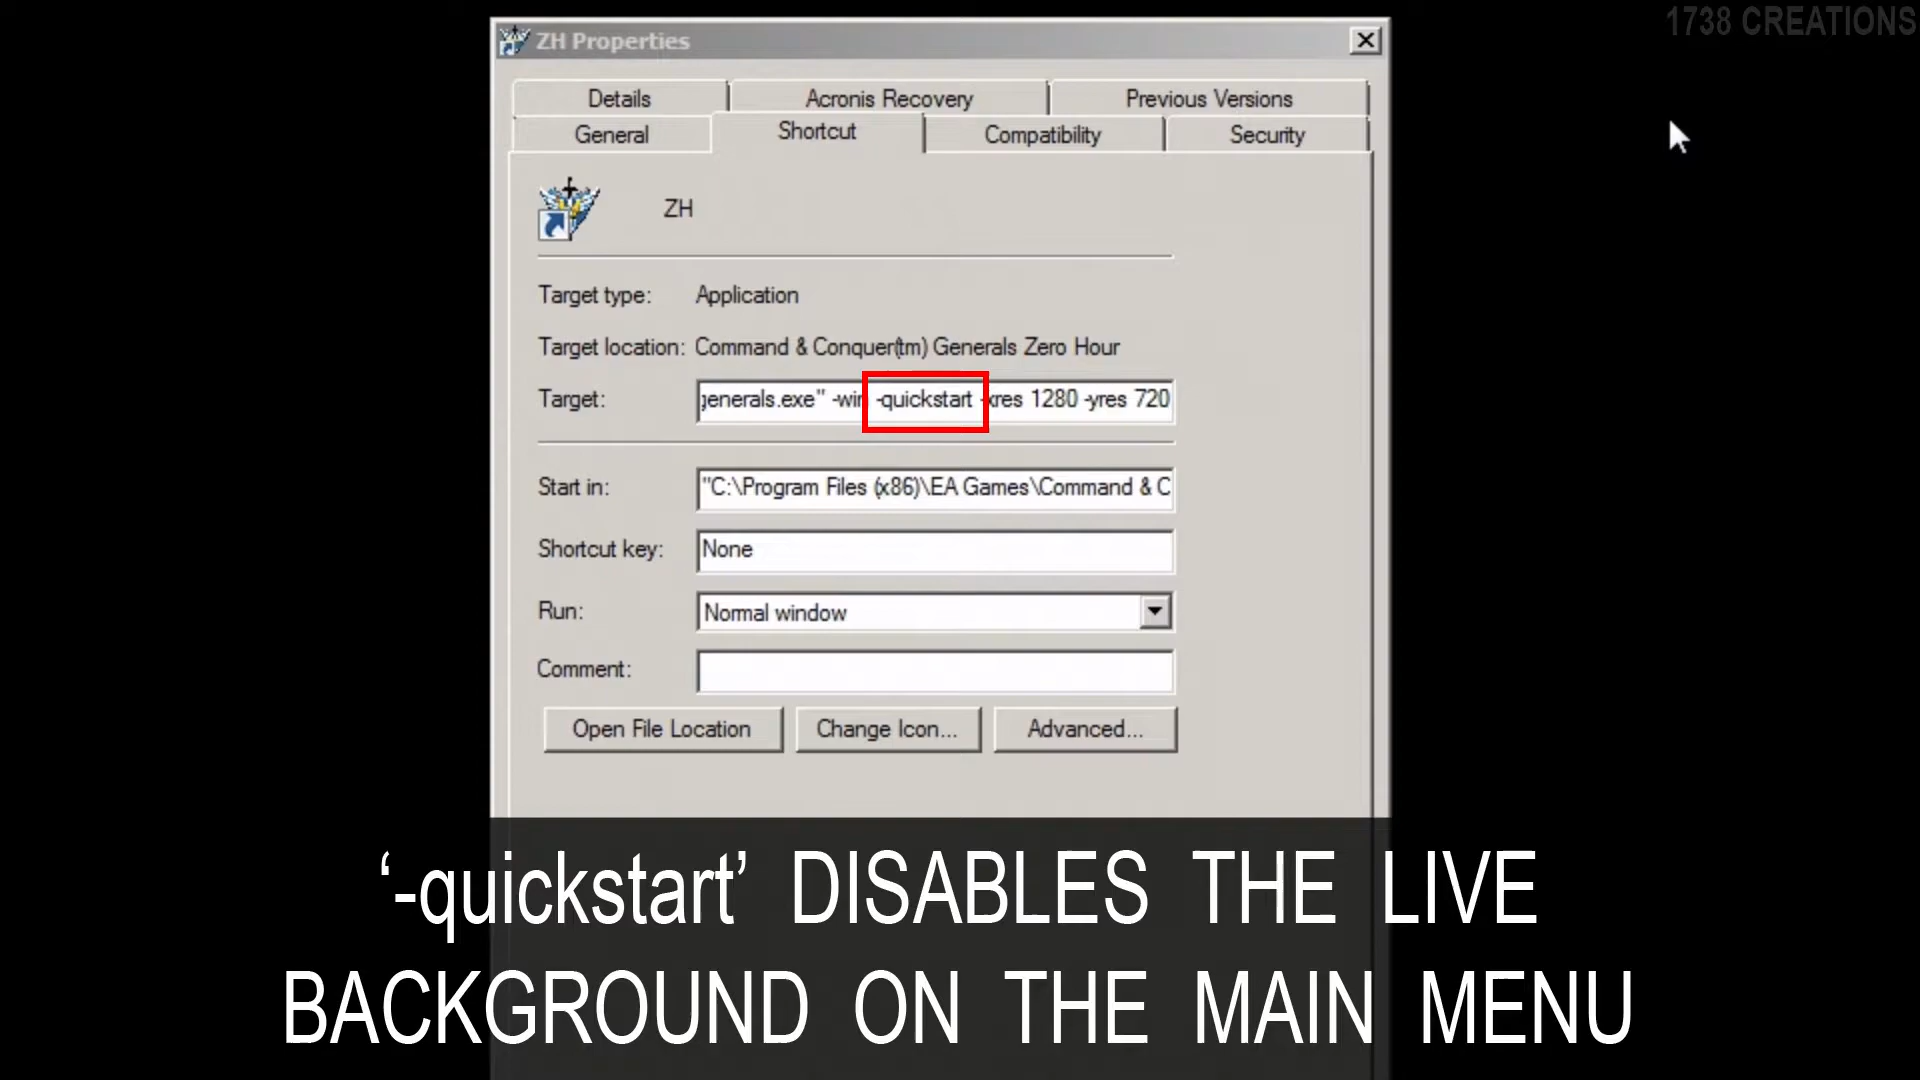 1738 CREATIONS
ZH Properties
Details Acronis Recovery Previous Versions
General Shortcut Compatibility Security
ZH
Target type: Application
Target location: Command & Conquer(tm) Generals Zero Hour
Target: generals.exe" -win -quickstart -xres 1280 -yres 720
Start in: "C:\Program Files (x86)\EA Games\Command & C
Shortcut key: None
Run: Normal window
Comment:
Open File Location Change Icon... Advanced...
‘-quickstart’ DISABLES THE LIVE
BACKGROUND ON THE MAIN MENU